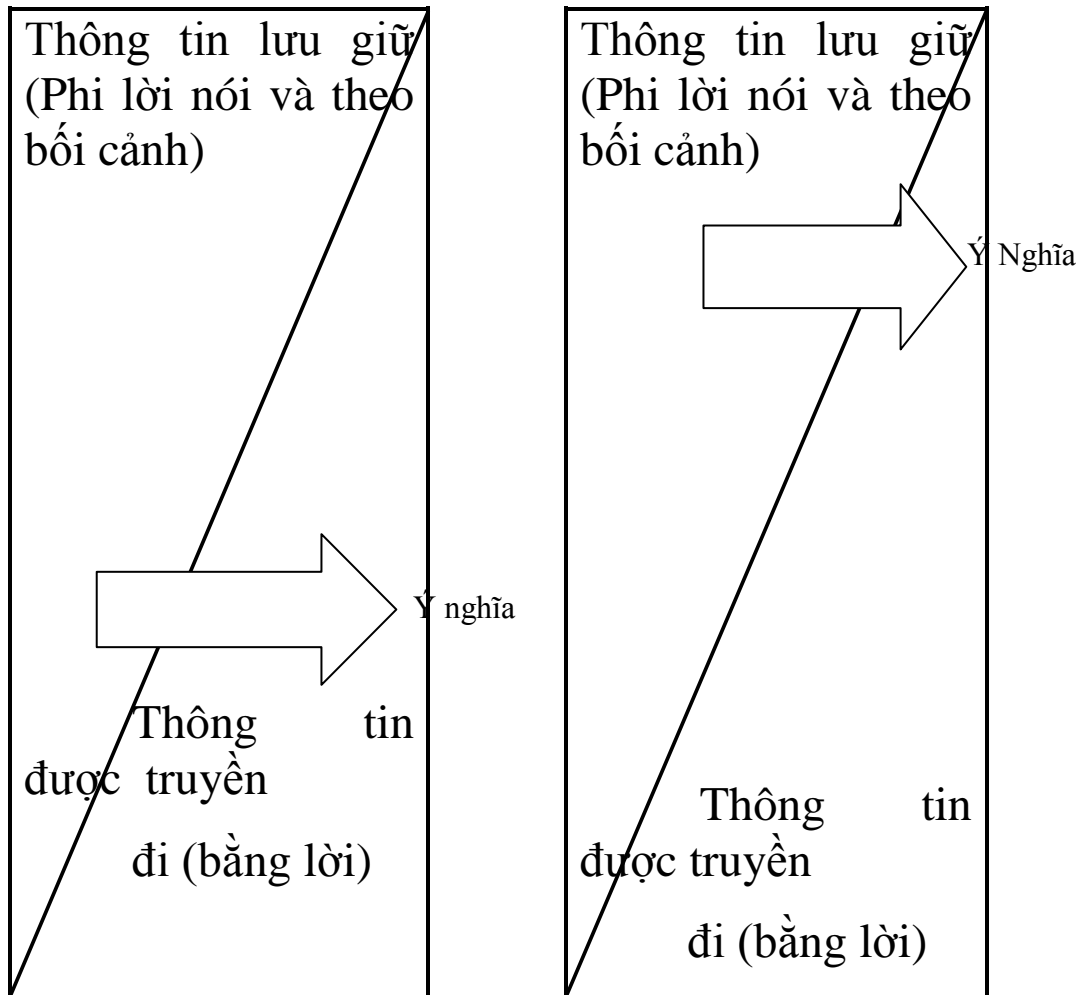 Thông tin lưu giữ
(Phi lời nói và theo
bối cảnh)
Ý nghĩa
Thông tin
được truyền
đi (bằng lời)
Thông tin lưu giữ
(Phi lời nói và theo
bối cảnh)
Ý Nghĩa
Thông tin
được truyền
đi (bằng lời)